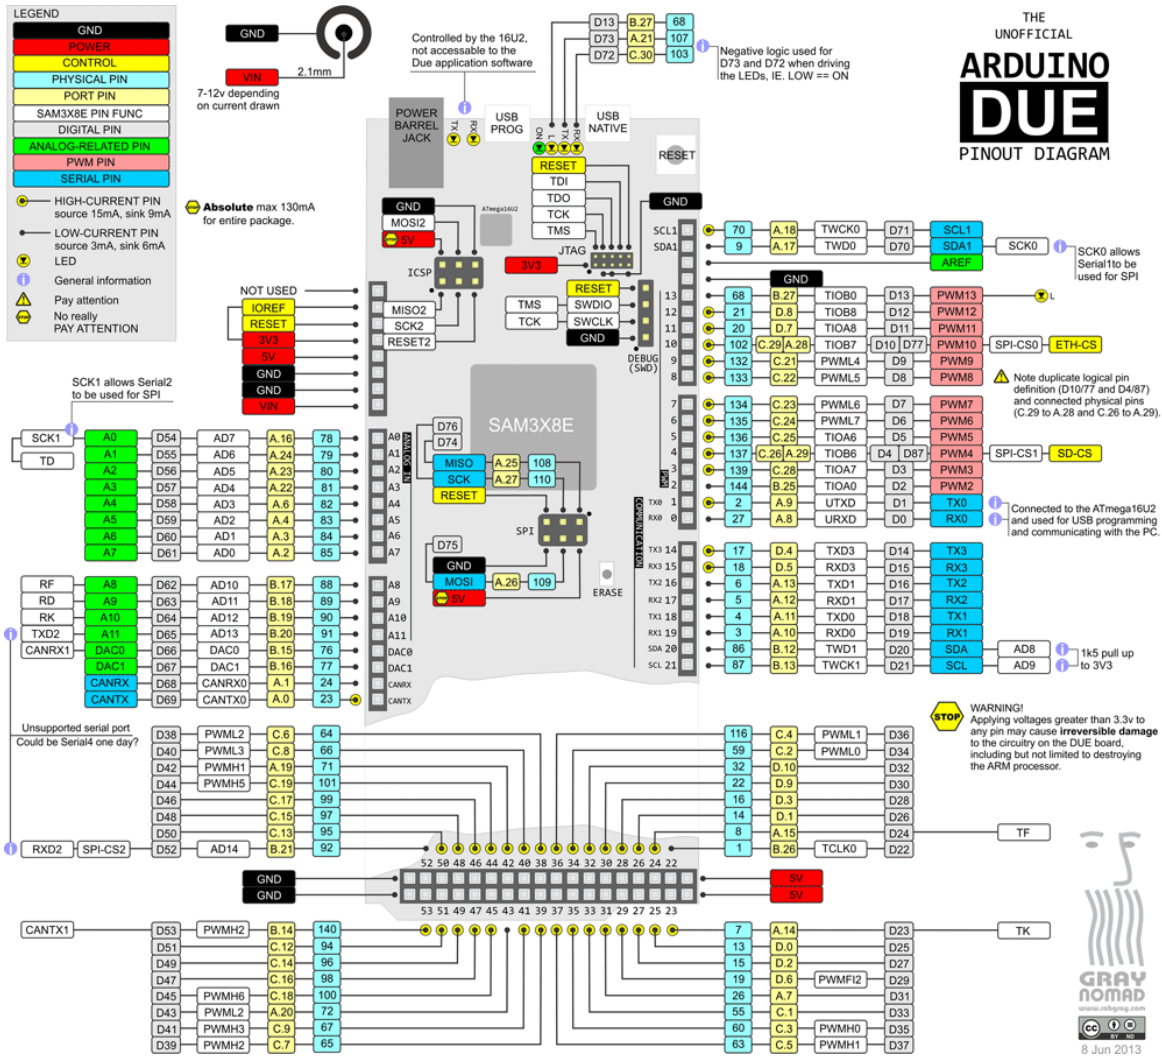 LEGEND
GND
POWER
CONTROL
PHYSICAL PIN
PORT PIN
SAM3X8E PIN FUNC
DIGITAL PIN
ANALOG-RELATED PIN
PWM PIN
SERIAL PIN
HIGH-CURRENT PIN
source 15mA, sink 9mA
LOW-CURRENT PIN
source 3mA, sink 6mA
LED
General information
Pay attention
No really
PAY ATTENTION
GND
VIN
2.1mm
7-12v depending
on current drawn
STOP Absolute max 130mA
for entire package.
Controlled by the 16U2,
not accessable to the
Due application software
D13 B.27 68
D73 A.21 107
D72 C.30 103
Negative logic used for
D73 and D72 when driving
the LEDs, IE. LOW == ON
THE
UNOFFICIAL
ARDUINO
DUE
PINOUT DIAGRAM
POWER
BARREL
JACK
TX
RX
USB
PROG
ON
L
TX
RX
USB
NATIVE
RESET
RESET
TDI
TDO
TCK
TMS
JTAG
3V3
GND
ATmega16U2
GND
MOSI2
5V
ICSP
MISO2
SCK2
RESET2
RESET
TMS SWDIO
TCK SWCLK
GND
DEBUG
(SWD)
NOT USED
IOREF
RESET
3V3
5V
GND
GND
VIN
SCK1 allows Serial2
to be used for SPI
SCK1
TD
A0 D54 AD7 A.16 78 A0
A1 D55 AD6 A.24 79 A1
A2 D56 AD5 A.23 80 A2
A3 D57 AD4 A.22 81 A3
A4 D58 AD3 A.6 82 A4
A5 D59 AD2 A.4 83 A5
A6 D60 AD1 A.3 84 A6
A7 D61 AD0 A.2 85 A7
ANALOG IN
RF A8 D62 AD10 B.17 88 A8
RD A9 D63 AD11 B.18 89 A9
RK A10 D64 AD12 B.19 90 A10
TXD2 A11 D65 AD13 B.20 91 A11
CANRX1 DAC0 D66 DAC0 B.15 76 DAC0
DAC1 D67 DAC1 B.16 77 DAC1
CANRX D68 CANRX0 A.1 24 CANRX
CANTX D69 CANTX0 A.0 23 CANTX
SAM3X8E
D76
D74
MISO A.25 108
SCK A.27 110
RESET
SPI
D75
GND
MOSI A.26 109
5V
ERASE
SCL1 70 A.18 TWCK0 D71 SCL1
SDA1 9 A.17 TWD0 D70 SDA1 SCK0
AREF
GND
SCK0 allows
Serial1to be
used for SPI
13 68 B.27 TIOB0 D13 PWM13 L
12 21 D.8 TIOB8 D12 PWM12
11 20 D.7 TIOA8 D11 PWM11
10 102 C.29 A.28 TIOB7 D10 D77 PWM10 SPI-CS0 ETH-CS
9 132 C.21 PWML4 D9 PWM9
8 133 C.22 PWML5 D8 PWM8
Note duplicate logical pin
definition (D10/77 and D4/87)
and connected physical pins
(C.29 to A.28 and C.26 to A.29).
7 134 C.23 PWML6 D7 PWM7
6 135 C.24 PWML7 D6 PWM6
5 136 C.25 TIOA6 D5 PWM5
4 137 C.26 A.29 TIOB6 D4 D87 PWM4 SPI-CS1 SD-CS
3 139 C.28 TIOA7 D3 PWM3
2 144 B.25 TIOA0 D2 PWM2
TX0 1 2 A.9 UTXD D1 TX0
RX0 0 27 A.8 URXD D0 RX0
PWM
COMMUNICATION
Connected to the ATmega16U2
and used for USB programming
and communicating with the PC.
TX3 14 17 D.4 TXD3 D14 TX3
RX3 15 18 D.5 RXD3 D15 RX3
TX2 16 6 A.13 TXD1 D16 TX2
RX2 17 5 A.12 RXD1 D17 RX2
TX1 18 4 A.11 TXD0 D18 TX1
RX1 19 3 A.10 RXD0 D19 RX1
SDA 20 86 B.12 TWD1 D20 SDA AD8
SCL 21 87 B.13 TWCK1 D21 SCL AD9
1k5 pull up
to 3V3
STOP
WARNING!
Applying voltages greater than 3.3v to
any pin may cause irreversible damage
to the circuitry on the DUE board,
including but not limited to destroying
the ARM processor.
Unsupported serial port
Could be Serial4 one day?
D38 PWML2 C.6 64
D40 PWML3 C.8 66
D42 PWMH1 A.19 71
D44 PWMH5 C.19 101
D46 C.17 99
D48 C.15 97
D50 C.13 95
RXD2 SPI-CS2 D52 AD14 B.21 92
116 C.4 PWML1 D36
59 C.2 PWML0 D34
32 D.10 D32
22 D.9 D30
16 D.3 D28
14 D.1 D26
8 A.15 D24 TF
1 B.26 TCLK0 D22
52 50 48 46 44 42 40 38 36 34 32 30 28 26 24 22
GND
GND
5V
5V
53 51 49 47 45 43 41 39 37 35 33 31 29 27 25 23
CANTX1 D53 PWMH2 B.14 140
D51 C.12 94
D49 C.14 96
D47 C.16 98
D45 PWMH6 C.18 100
D43 PWML2 A.20 72
D41 PWMH3 C.9 67
D39 PWMH2 C.7 65
7 A.14 D23 TK
13 D.0 D25
15 D.2 D27
19 D.6 PWMFI2 D29
26 A.7 D31
55 C.1 D33
60 C.3 PWMH0 D35
63 C.5 PWMH1 D37
GRAY
NOMAD
www.robgray.com
cc
BY ND
8 Jun 2013